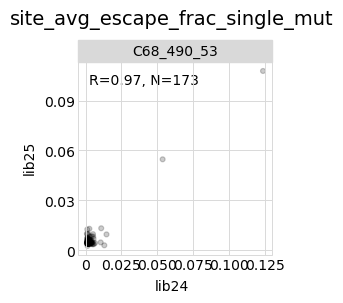 site_avg_escape_frac_single_mut
C68_490_53
R=0.97, N=173
0.09
0.06
0.03
0
lib25
0 0.025 0.050 0.075 0.100 0.125
lib24